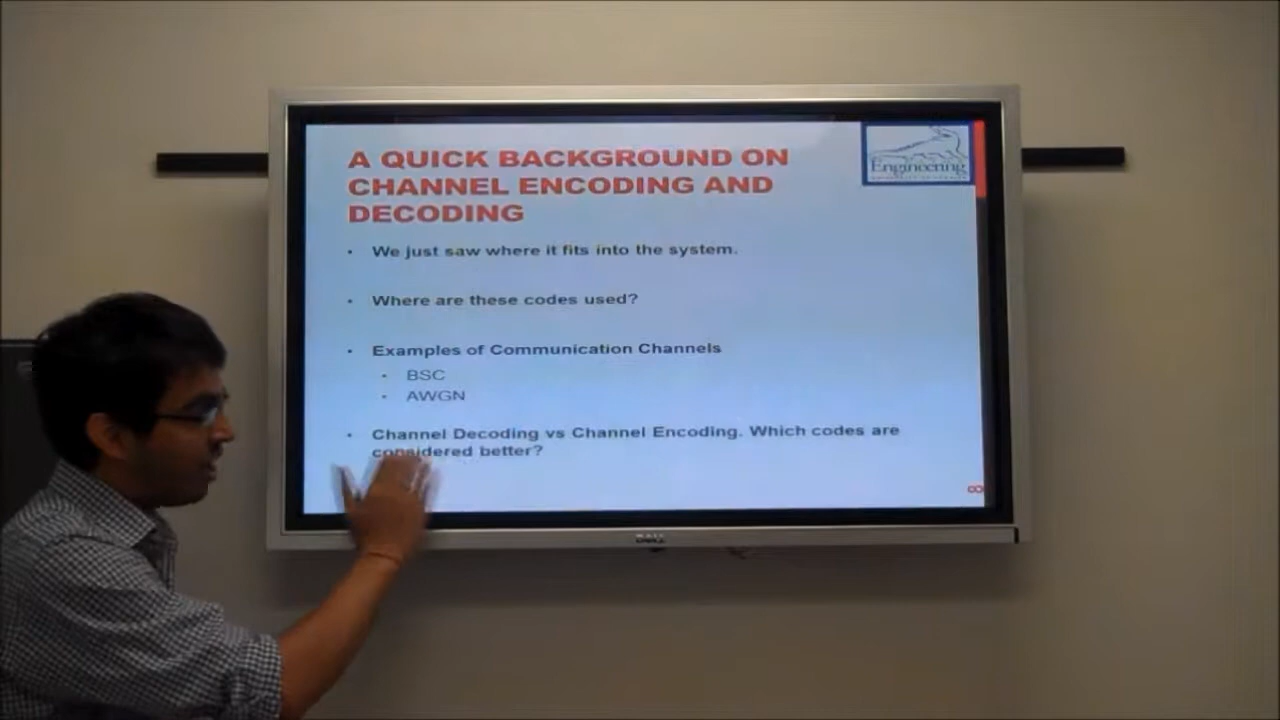 A QUICK BACKGROUND ON
CHANNEL ENCODING AND
DECODING
Engineering
• We just saw where it fits into the system.
• Where are these codes used?
• Examples of Communication Channels
• BSC
• AWGN
• Channel Decoding vs Channel Encoding. Which codes are
considered better?
8
DELL